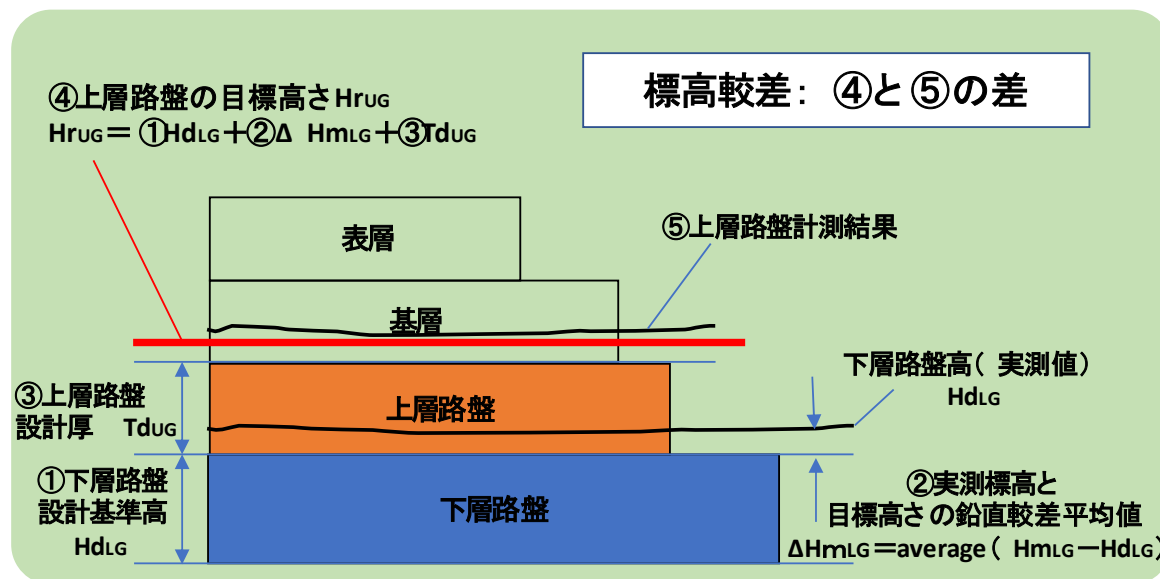 標高較差: ④と⑤の差
④上層路盤の目標高さHrUG
HrUG= ①HdLG+②Δ HmLG+③TdUG
表層
⑤上層路盤計測結果
基層
下層路盤高( 実測値)
HdLG
③上層路盤
設計厚 TdUG
上層路盤
①下層路盤
設計基準高
HdLG
下層路盤
②実測標高と
目標高さの鉛直較差平均値
ΔHmLG=average( HmLG-HdLG)